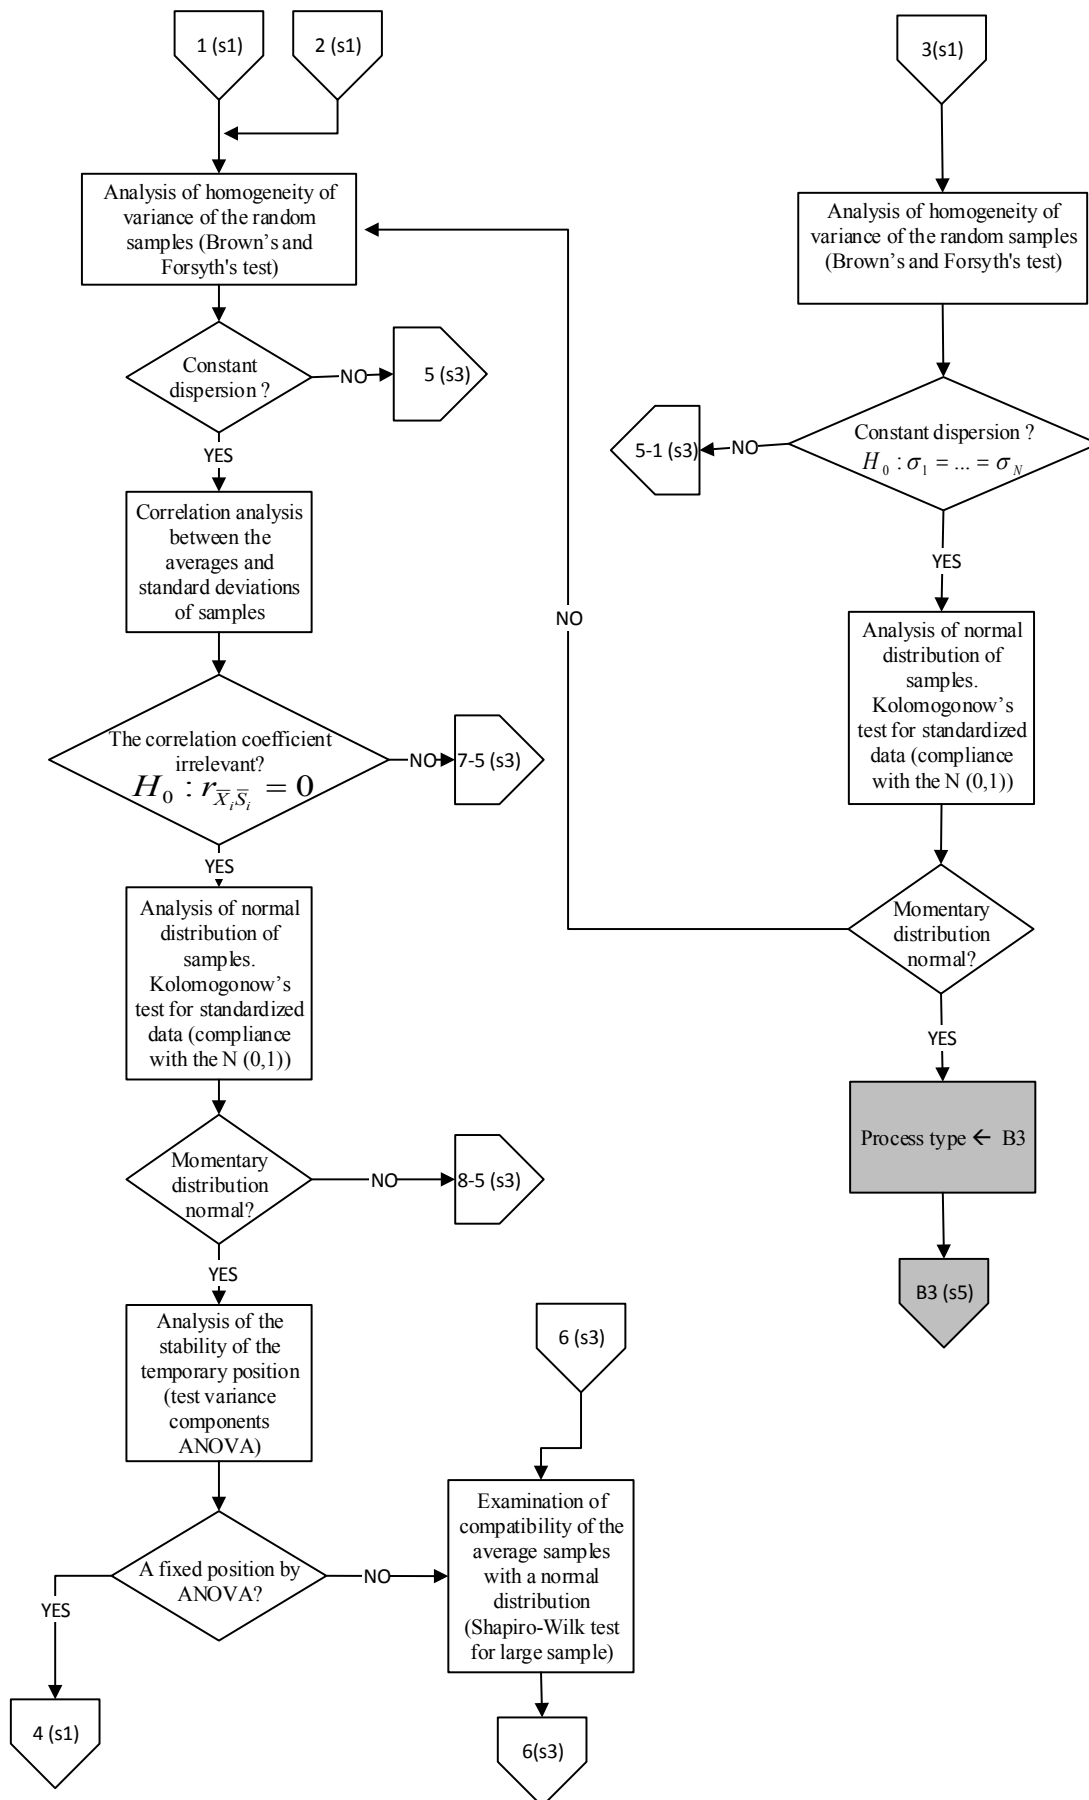 1 (s1)
2 (s1)
Analysis of homogeneity of
variance of the random
samples (Brown's and
Forsyth's test)
Constant
dispersion ?
NO
5 (s3)
YES
Correlation analysis
between the
averages and
standard deviations
of samples
The correlation coefficient
irrelevant?
H₀ : r_{X̅ᵢS̅ᵢ} = 0
NO
7-5 (s3)
YES
Analysis of normal
distribution of
samples.
Kolomogonow's
test for standardized
data (compliance
with the N (0,1))
Momentary
distribution
normal?
NO
8-5 (s3)
YES
Analysis of the
stability of the
temporary position
(test variance
components
ANOVA)
A fixed position by
ANOVA?
YES
4 (s1)
NO
6 (s3)
Examination of
compatibility of the
average samples
with a normal
distribution
(Shapiro-Wilk test
for large sample)
6(s3)
3(s1)
Analysis of homogeneity of
variance of the random samples
(Brown's and Forsyth's test)
Constant dispersion ?
H₀ : σ₁ = ... = σ_N
NO
5-1 (s3)
YES
Analysis of normal
distribution of
samples.
Kolomogonow's
test for standardized
data (compliance
with the N (0,1))
Momentary
distribution
normal?
NO
YES
Process type ← B3
B3 (s5)